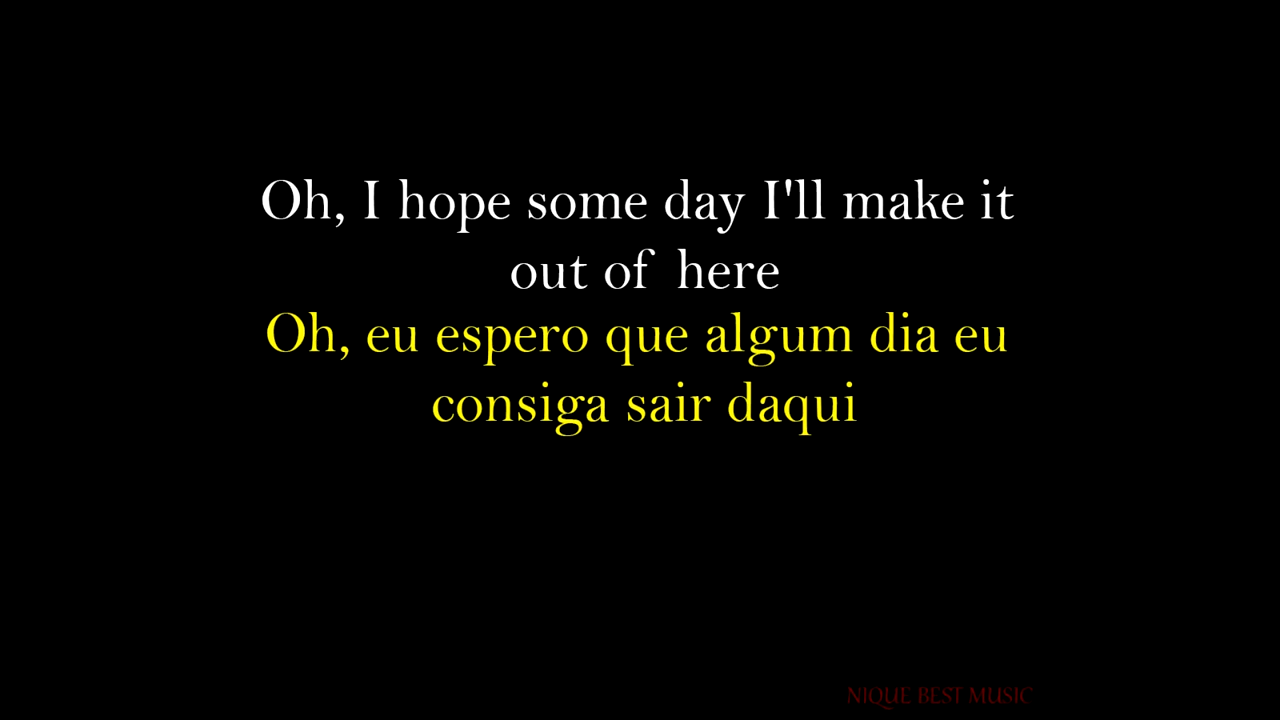 Oh, I hope some day I'll make it
out of here
Oh, eu espero que algum dia eu
consiga sair daqui
NIQUE BEST MUSIC